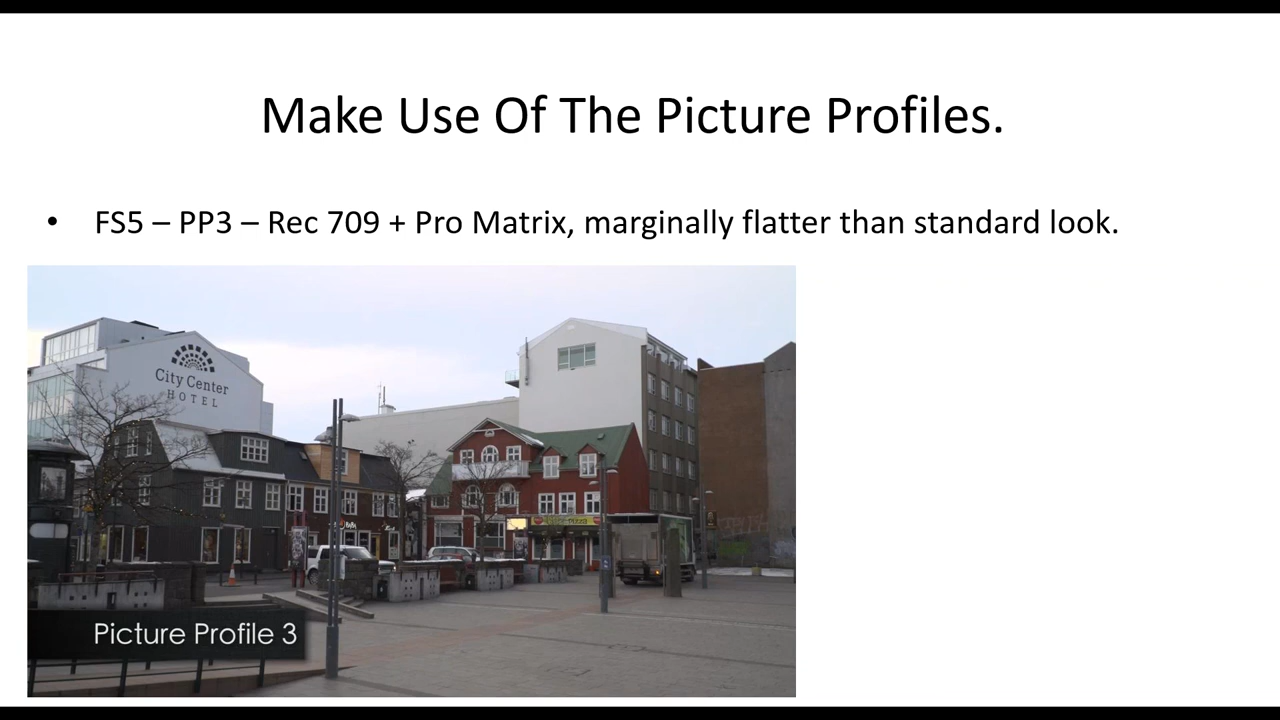 Make Use Of The Picture Profiles.
• FS5 – PP3 – Rec 709 + Pro Matrix, marginally flatter than standard look.
City Center
HOTEL
Picture Profile 3